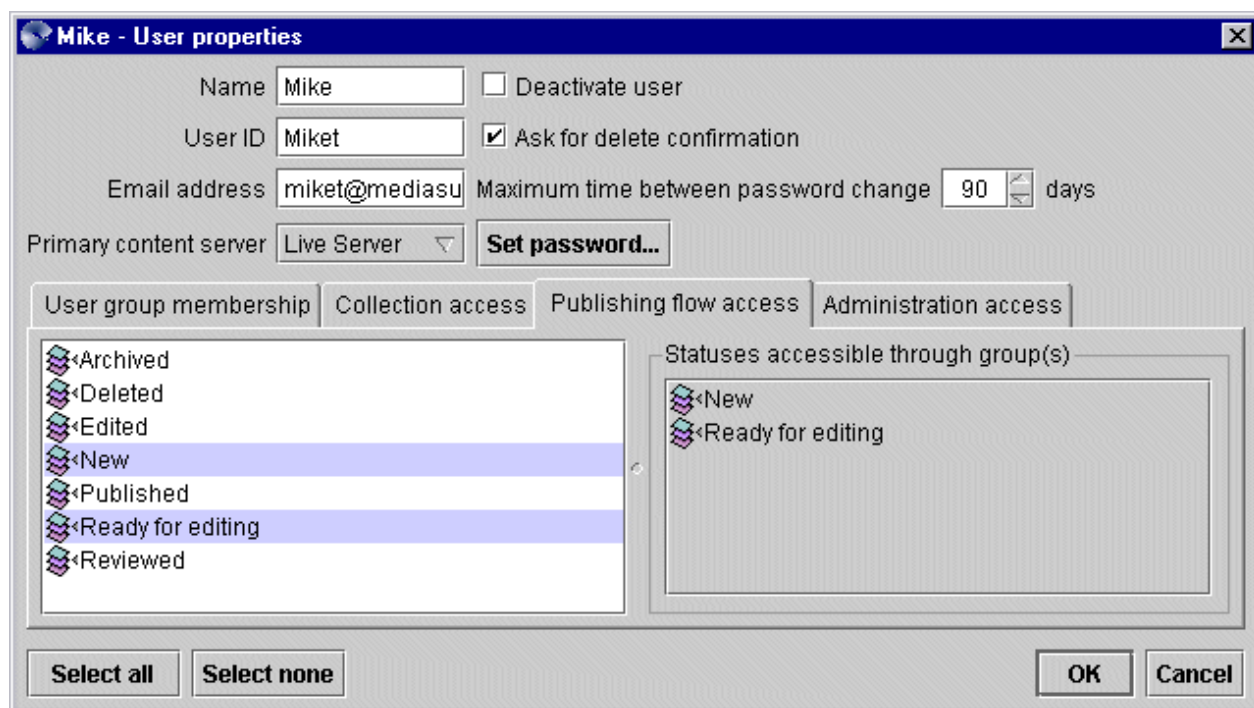 Mike - User properties
Name Mike Deactivate user
User ID Miket Ask for delete confirmation
Email address miket@mediasu Maximum time between password change 90 days
Primary content server Live Server Set password...
User group membership Collection access Publishing flow access Administration access
Archived
Deleted
Edited
New
Published
Ready for editing
Reviewed
Statuses accessible through group(s)
New
Ready for editing
Select all Select none OK Cancel